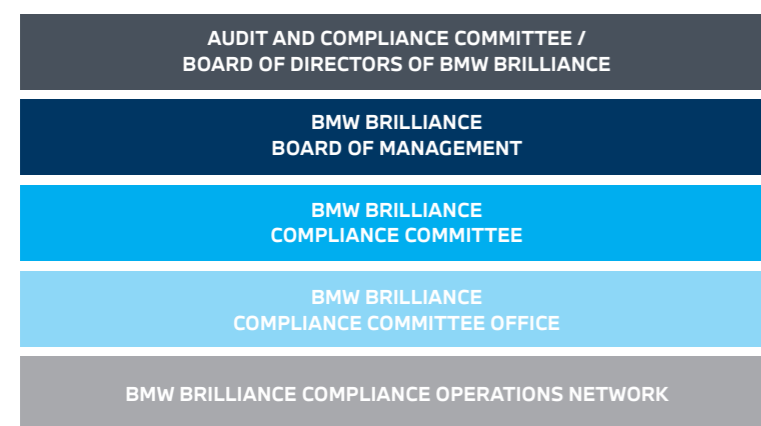 AUDIT AND COMPLIANCE COMMITTEE /
BOARD OF DIRECTORS OF BMW BRILLIANCE
BMW BRILLIANCE
BOARD OF MANAGEMENT
BMW BRILLIANCE
COMPLIANCE COMMITTEE
BMW BRILLIANCE
COMPLIANCE COMMITTEE OFFICE
BMW BRILLIANCE COMPLIANCE OPERATIONS NETWORK